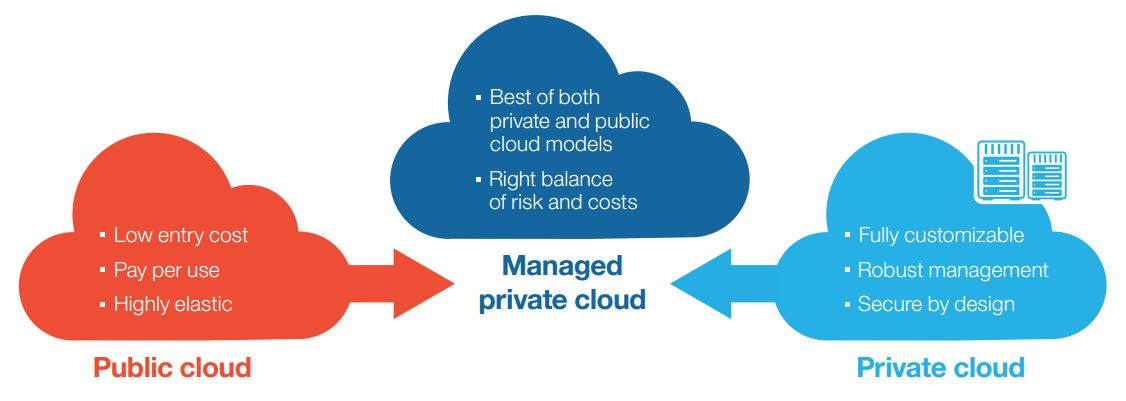 ▪ Best of both
private and public
cloud models
▪ Right balance
of risk and costs
▪ Low entry cost
▪ Pay per use
▪ Highly elastic
Managed
private cloud
▪ Fully customizable
▪ Robust management
▪ Secure by design
Public cloud
Private cloud